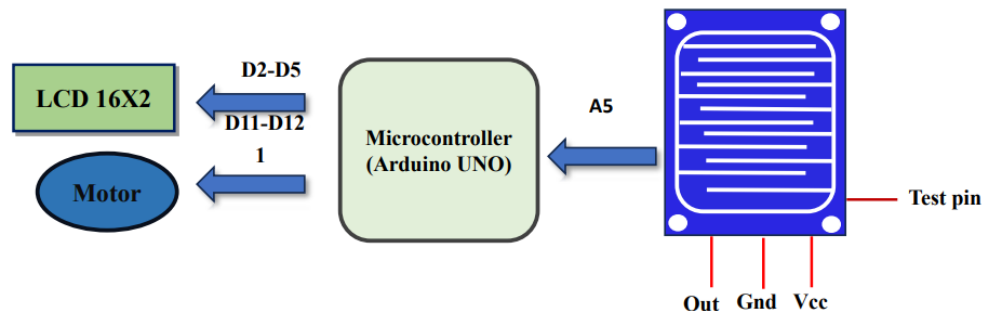 LCD 16X2
D2-D5
D11-D12
1
Motor
Microcontroller
(Arduino UNO)
A5
Test pin
Out
Gnd
Vcc